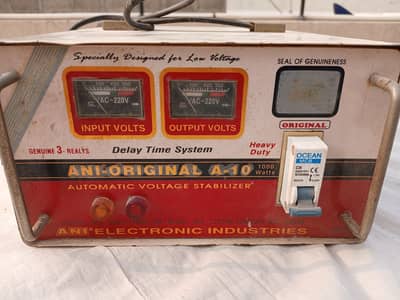 Specially Designed for Low Voltage
SEAL OF GENUINENESS
AC-220V
AC-220V
INPUT VOLTS
OUTPUT VOLTS
ORIGINAL
GENUINE 3-REALYS
Delay Time System
Heavy
Duty
OCEAN
ANI-ORIGINAL A-10
1000
Watts
AUTOMATIC VOLTAGE STABILIZER
ANI ELECTRONIC INDUSTRIES